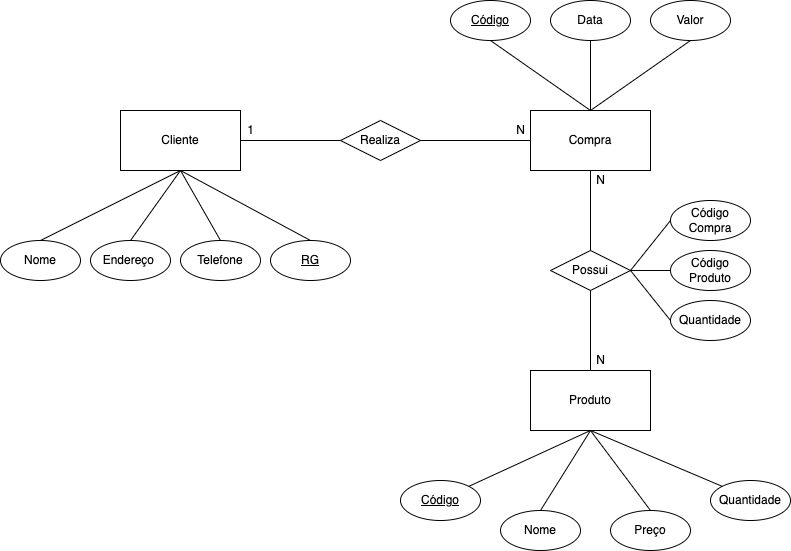 Código
Data
Valor
Cliente
1
Realiza
N
Compra
N
Nome
Endereço
Telefone
RG
Possui
Código
Compra
Código
Produto
Quantidade
N
Produto
Código
Nome
Preço
Quantidade